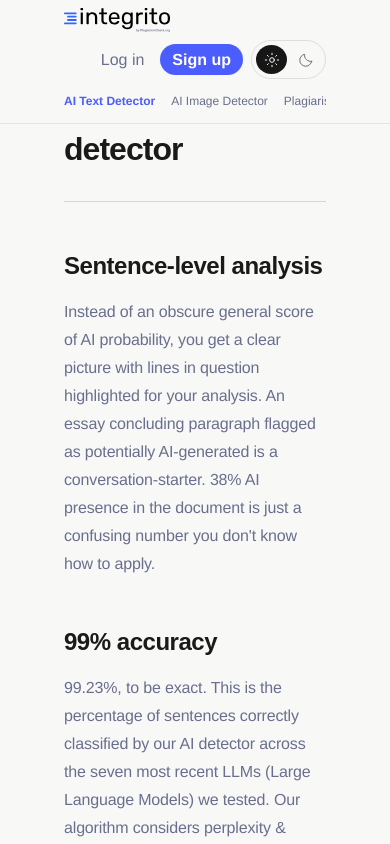 integrito
by PlagiarismCheck.org
Log in
Sign up
AI Text Detector
AI Image Detector
detector
Sentence-level analysis
Instead of an obscure general score
of AI probability, you get a clear
picture with lines in question
highlighted for your analysis. An
essay concluding paragraph flagged
as potentially AI-generated is a
conversation-starter. 38% AI
presence in the document is just a
confusing number you don't know
how to apply.
99% accuracy
99.23%, to be exact. This is the
percentage of sentences correctly
classified by our AI detector across
the seven most recent LLMs (Large
Language Models) we tested. Our
algorithm considers perplexity &